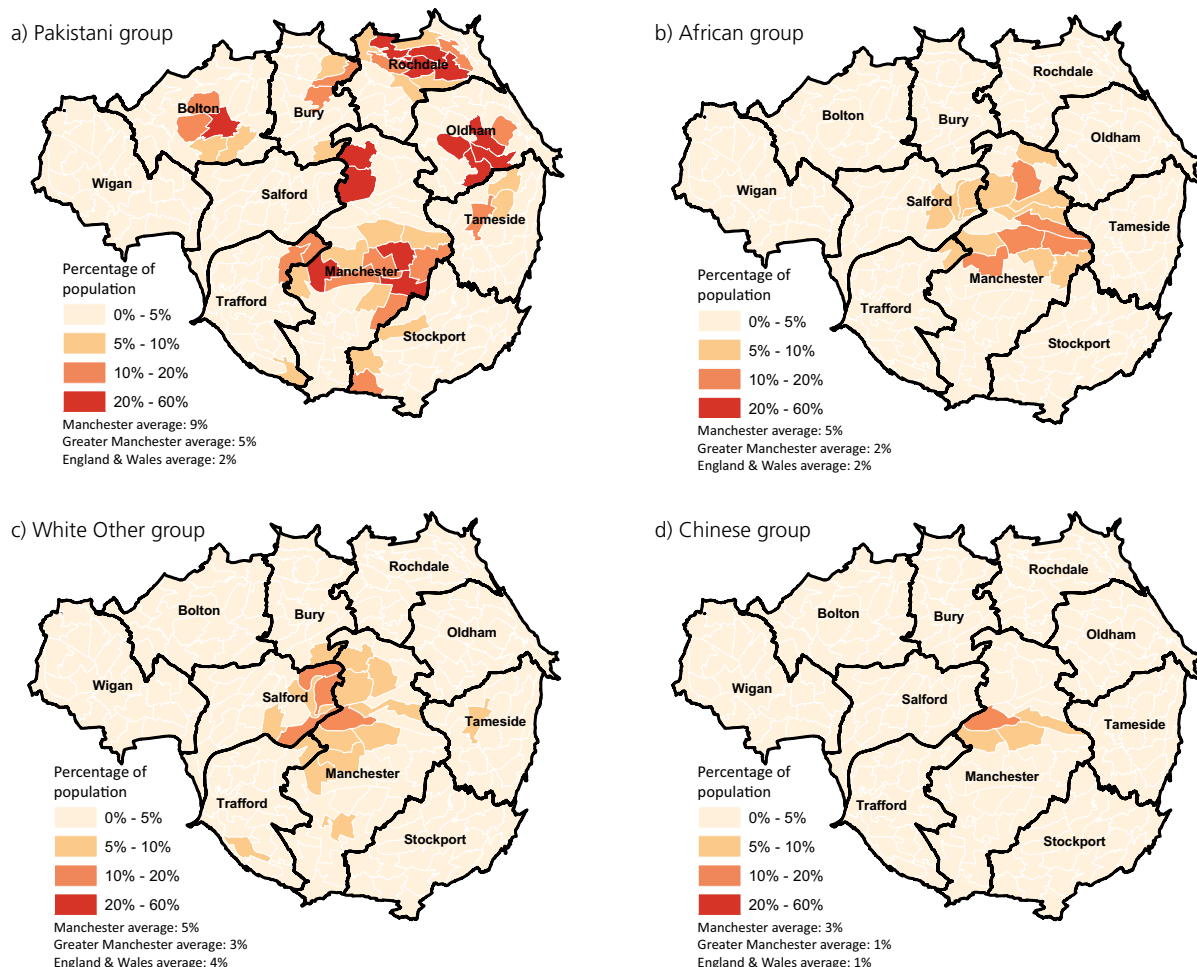 a) Pakistani group
Rochdale
Bolton
Bury
Oldham
Wigan
Salford
Tameside
Manchester
Trafford
Stockport
Percentage of
population
0% - 5%
5% - 10%
10% - 20%
20% - 60%
Manchester average: 9%
Greater Manchester average: 5%
England & Wales average: 2%
b) African group
Rochdale
Bolton
Bury
Oldham
Wigan
Salford
Tameside
Manchester
Trafford
Stockport
Percentage of
population
0% - 5%
5% - 10%
10% - 20%
20% - 60%
Manchester average: 5%
Greater Manchester average: 2%
England & Wales average: 2%
c) White Other group
Rochdale
Bolton
Bury
Oldham
Wigan
Salford
Tameside
Manchester
Trafford
Stockport
Percentage of
population
0% - 5%
5% - 10%
10% - 20%
20% - 60%
Manchester average: 5%
Greater Manchester average: 3%
England & Wales average: 4%
d) Chinese group
Rochdale
Bolton
Bury
Oldham
Wigan
Salford
Tameside
Manchester
Trafford
Stockport
Percentage of
population
0% - 5%
5% - 10%
10% - 20%
20% - 60%
Manchester average: 3%
Greater Manchester average: 1%
England & Wales average: 1%